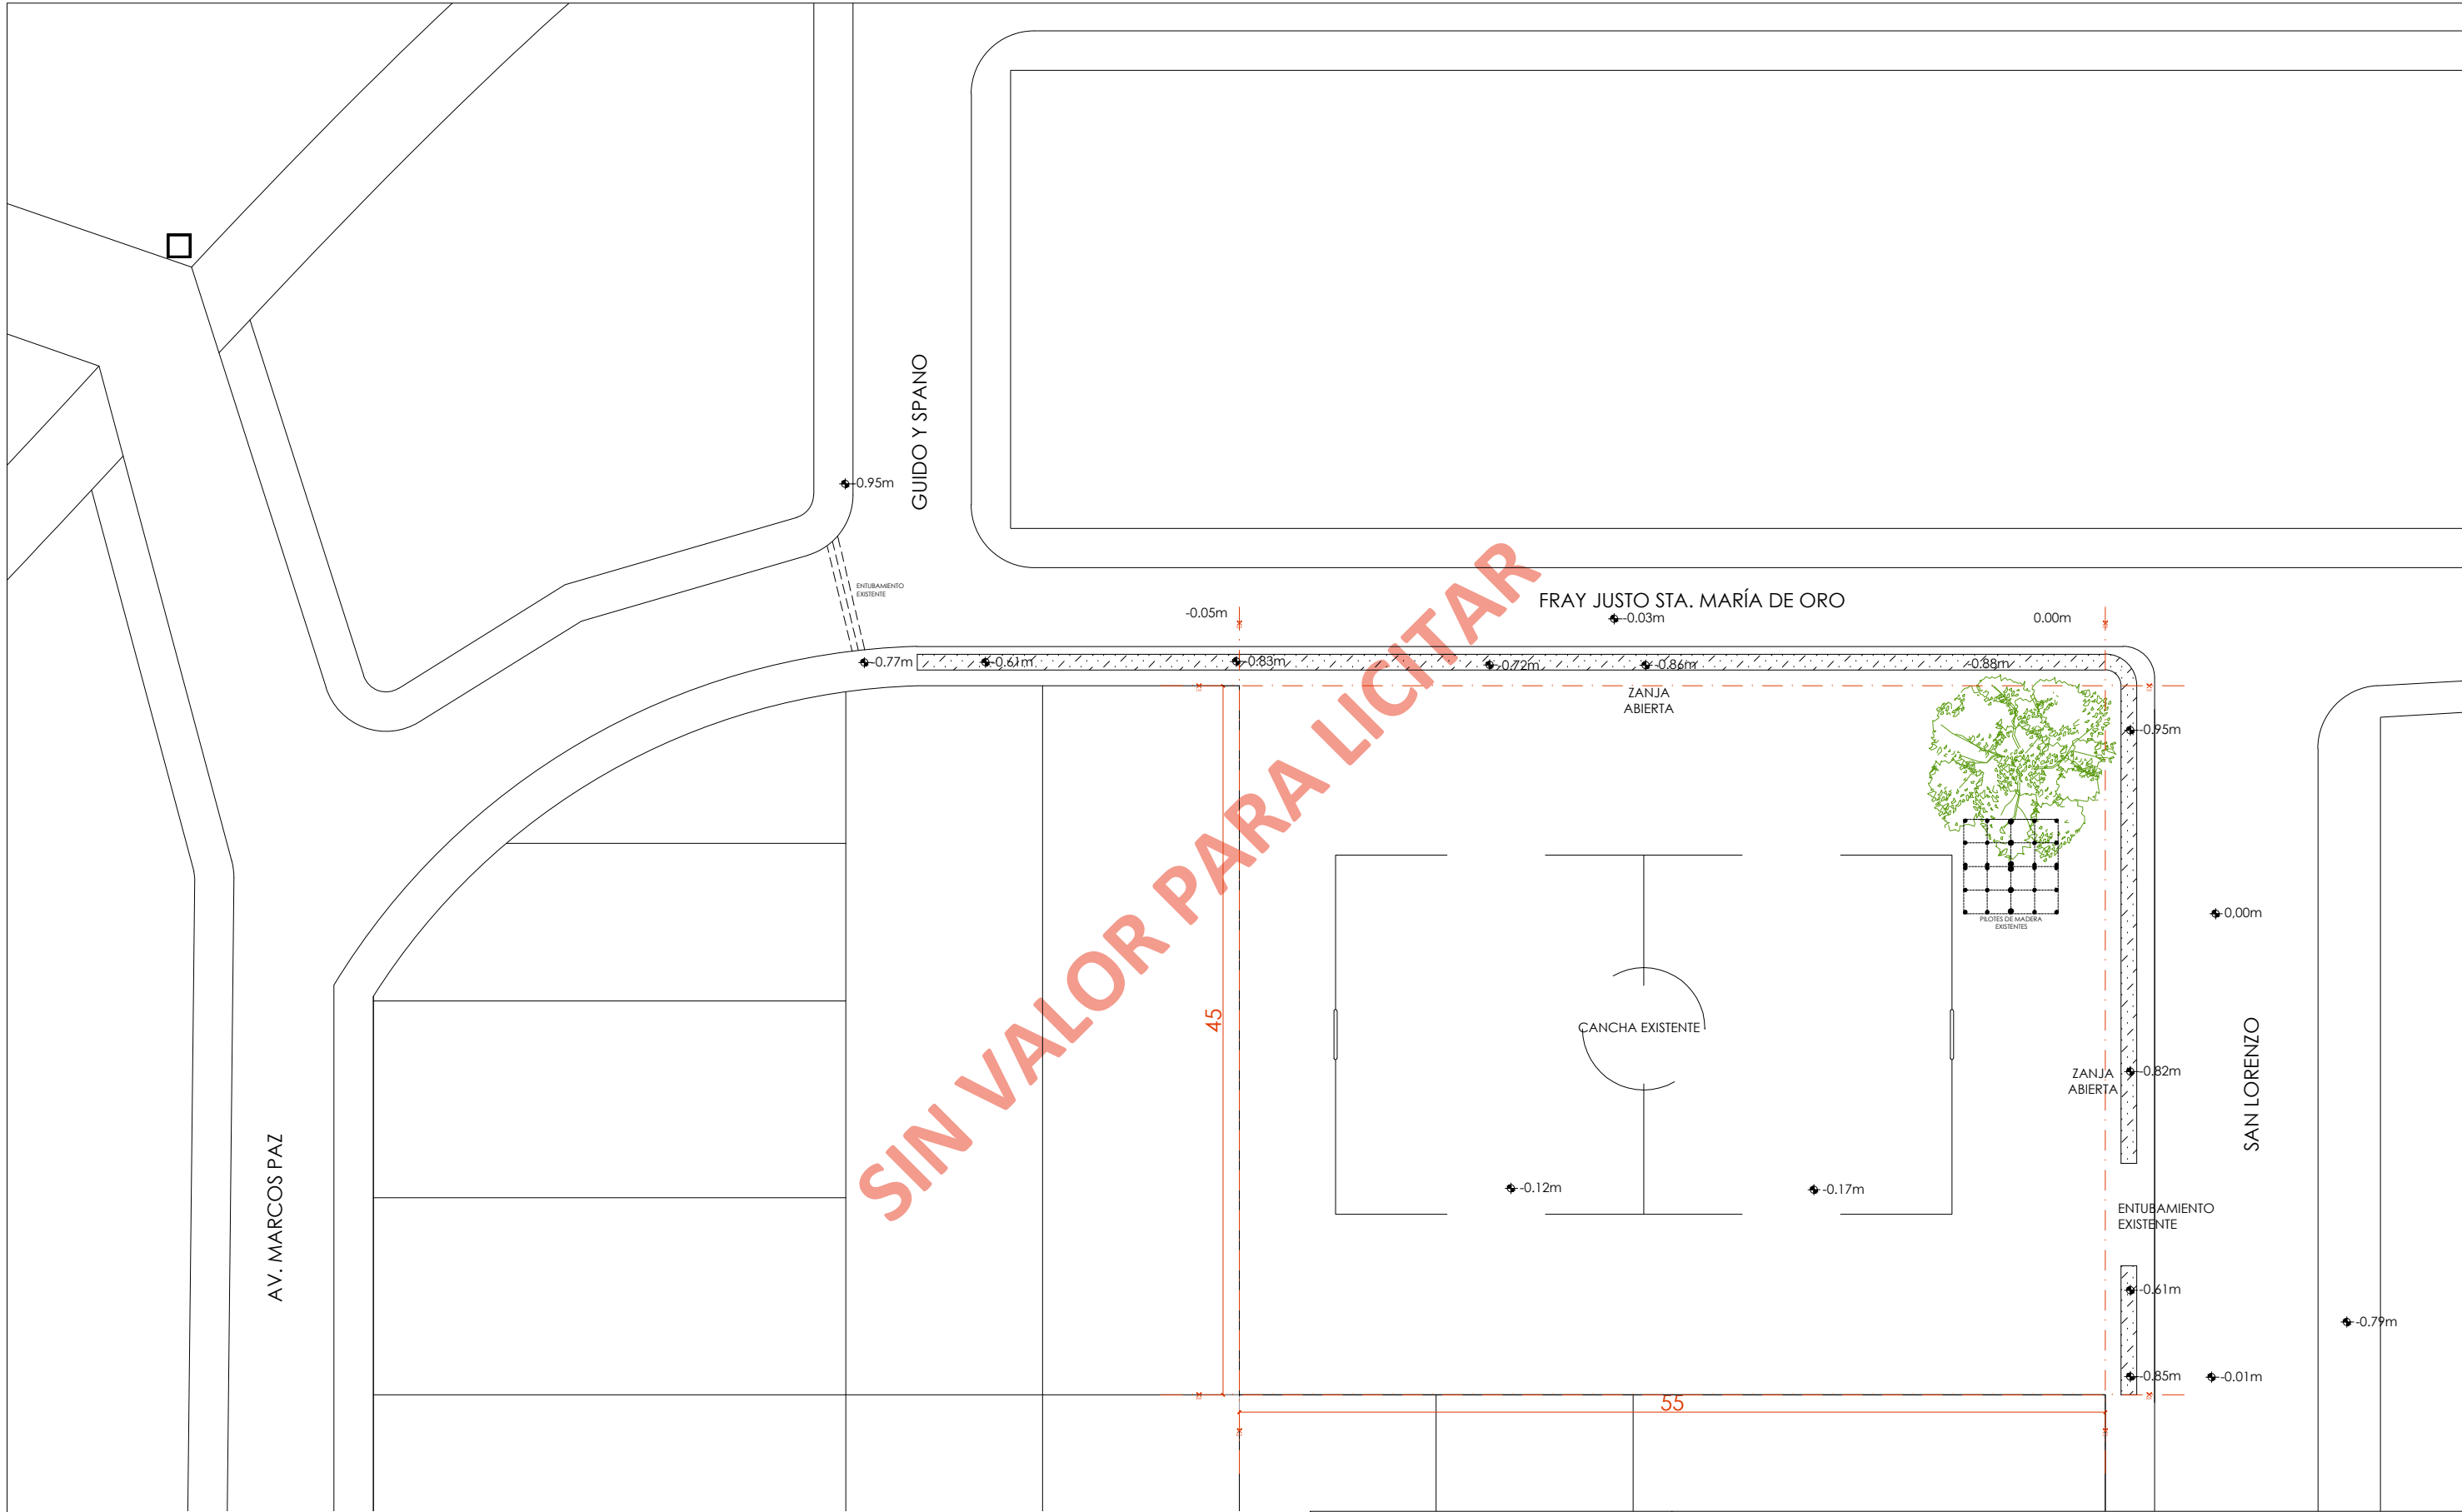 GUIDO Y SPANO
-0.95m
ENTUBAMIENTO
EXISTENTE
FRAY JUSTO STA. MARÍA DE ORO
-0.05m
-0.03m
0.00m
-0.77m
-0.61m
-0.83m
-0.72m
-0.86m
-0.88m
ZANJA
ABIERTA
-0.95m
PILOTES DE MADERA
EXISTENTES
0,00m
SIN VALOR PARA LICITAR
45
CANCHA EXISTENTE
ZANJA
ABIERTA
-0.82m
SAN LORENZO
AV. MARCOS PAZ
-0.12m
-0.17m
ENTUBAMIENTO
EXISTENTE
-0.61m
-0.79m
-0.85m
-0.01m
55